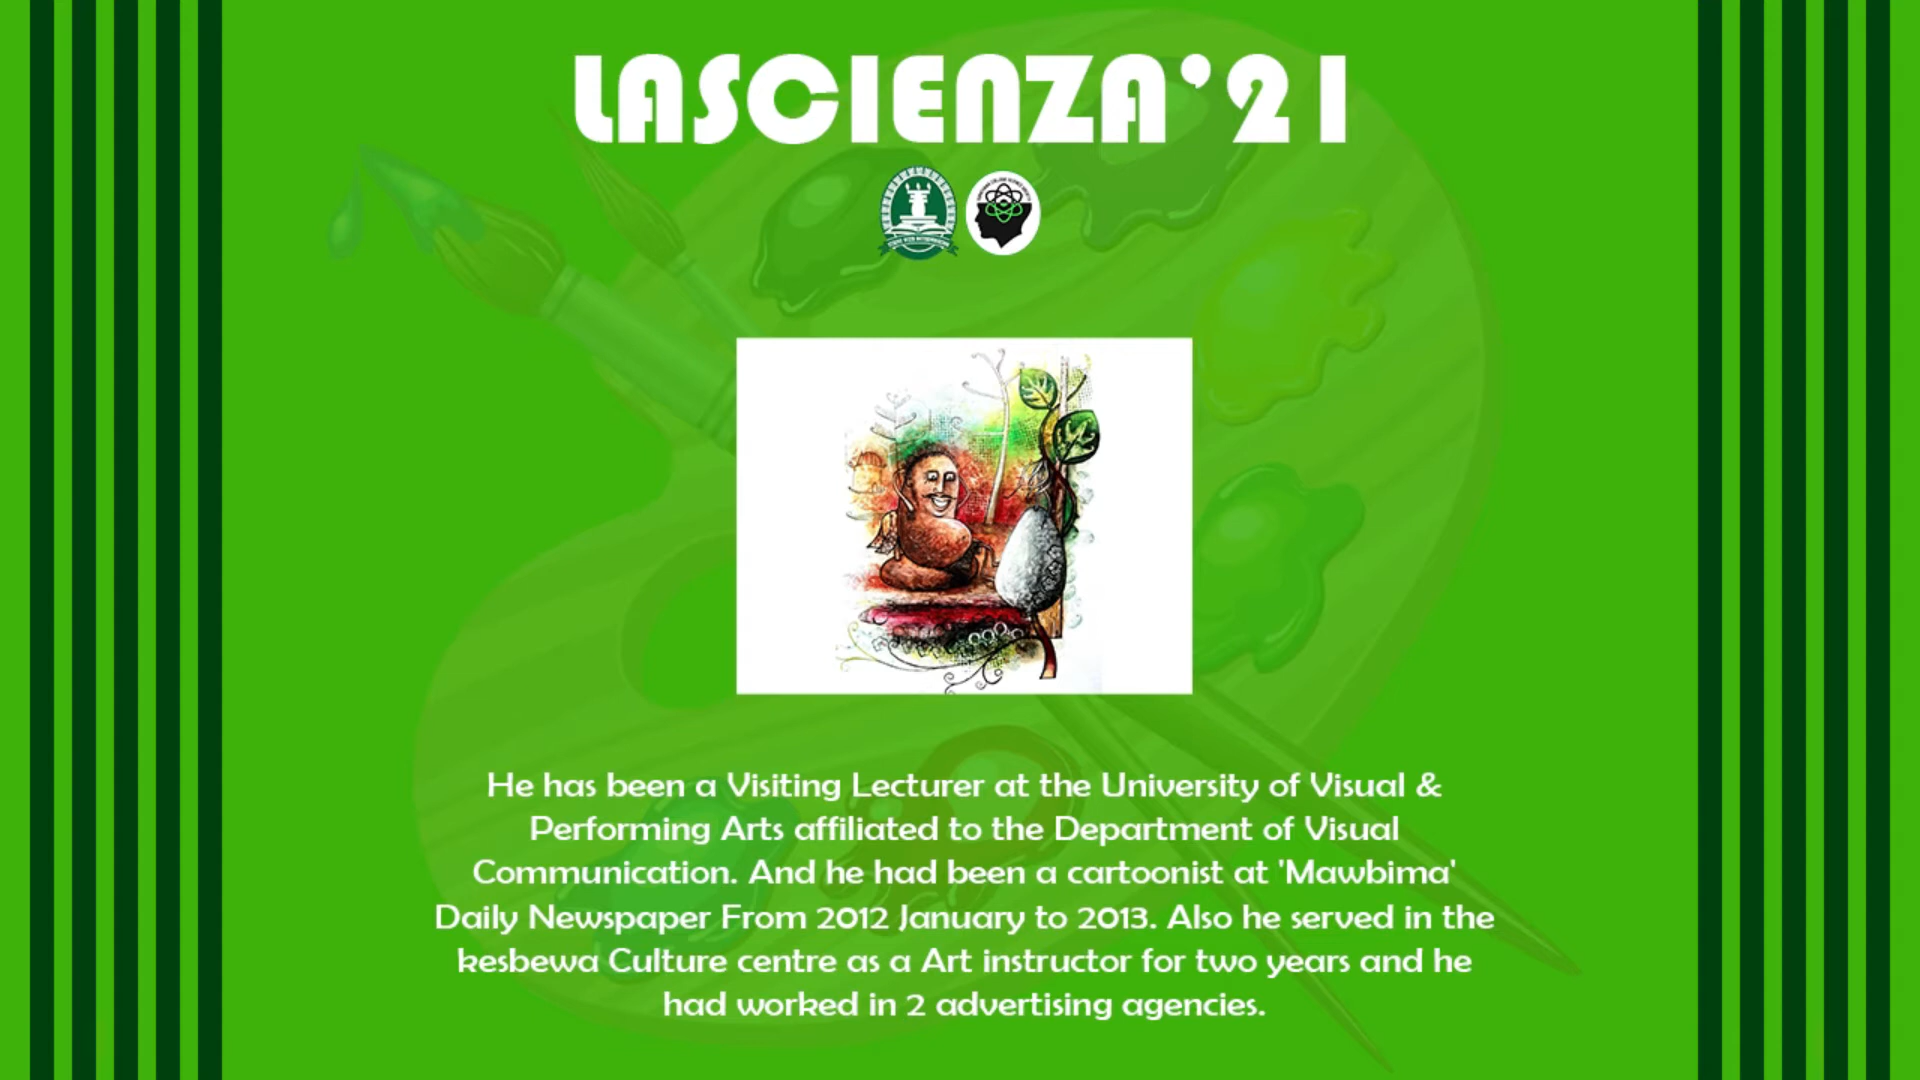 LASCIENZA'21
He has been a Visiting Lecturer at the University of Visual &
Performing Arts affiliated to the Department of Visual
Communication. And he had been a cartoonist at 'Mawbima'
Daily Newspaper From 2012 January to 2013. Also he served in the
kesbewa Culture centre as a Art instructor for two years and he
had worked in 2 advertising agencies.